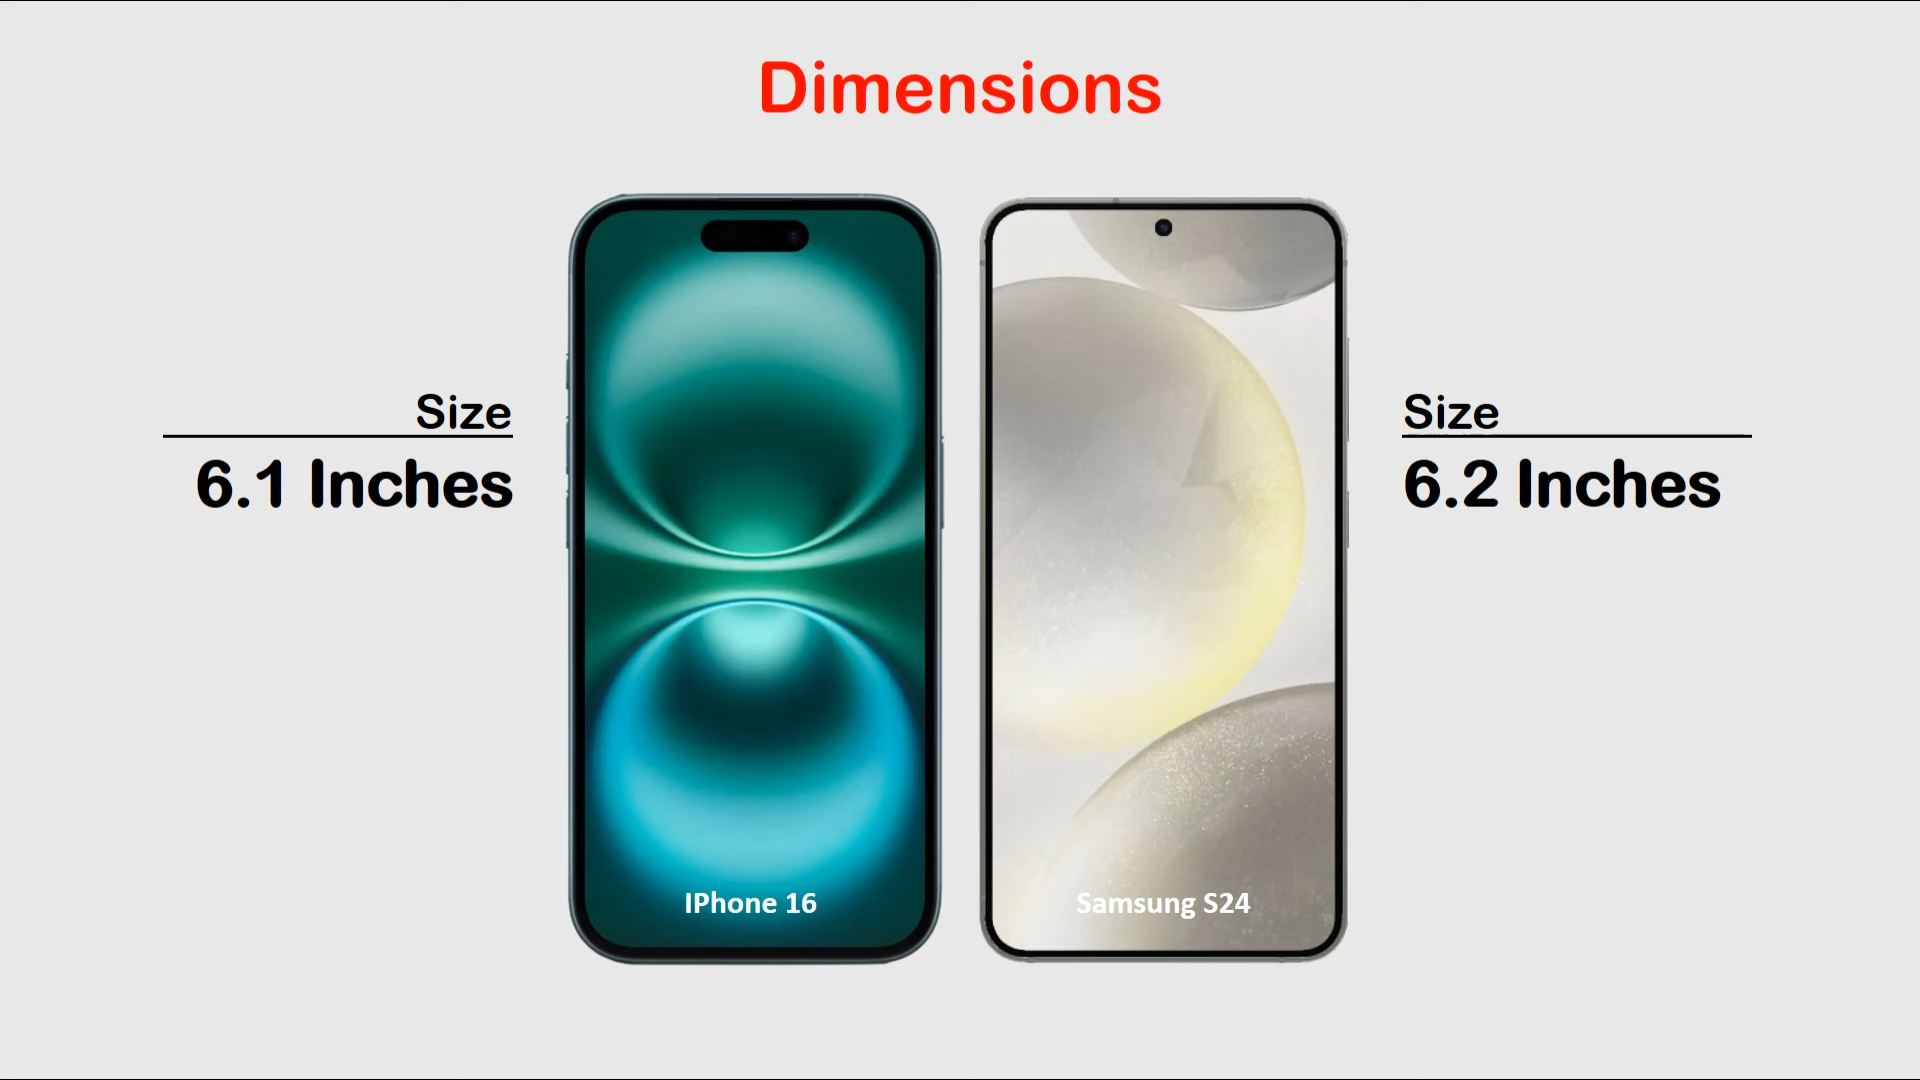 Dimensions
Size
6.1 Inches
Size
6.2 Inches
IPhone 16
Samsung S24